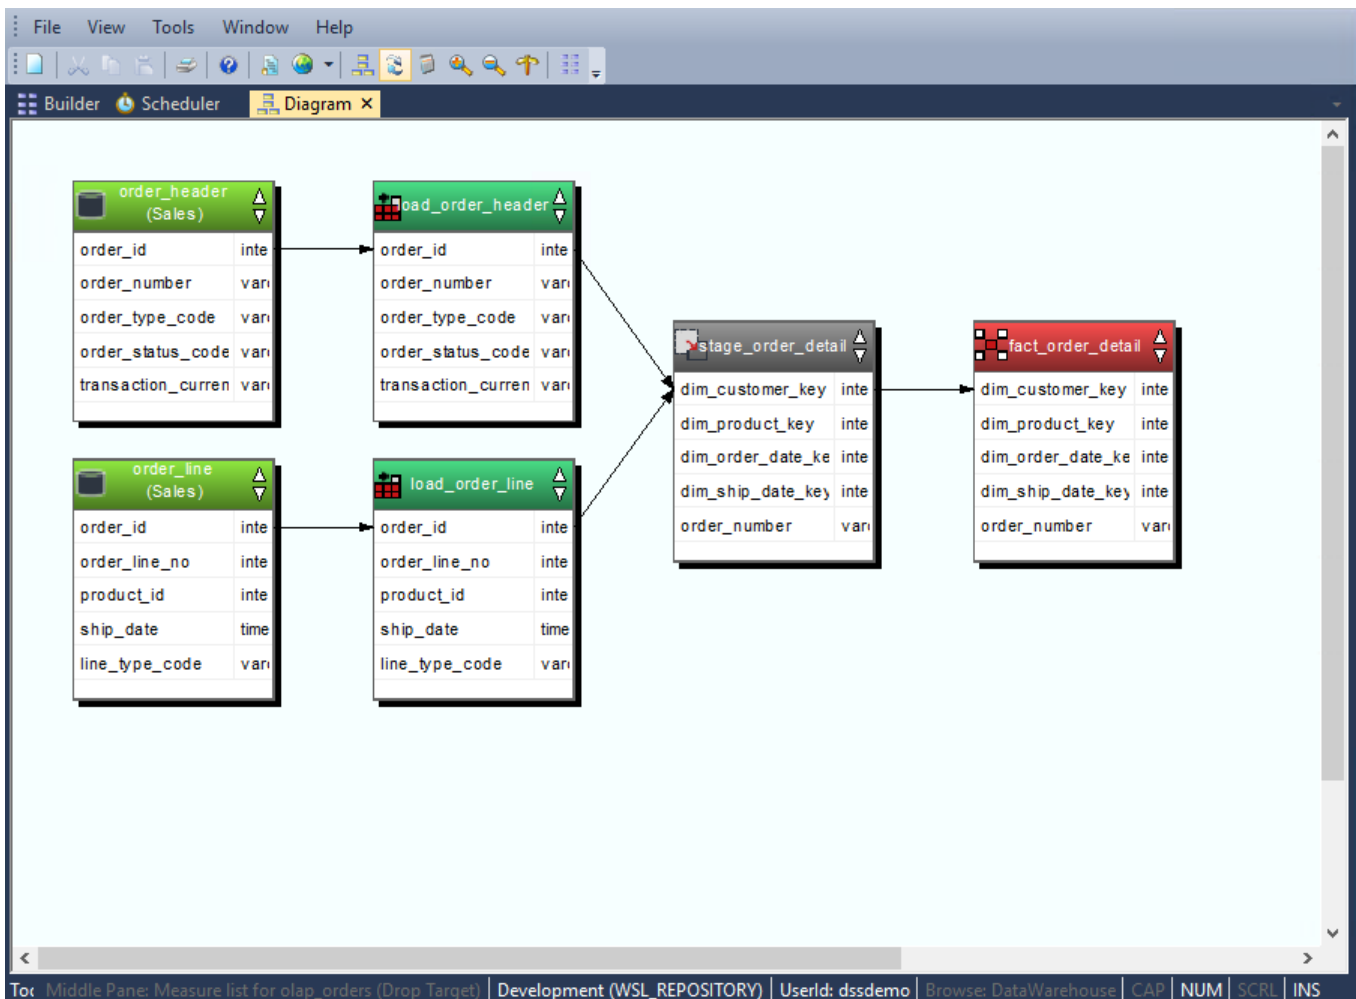 File View Tools Window Help
Builder Scheduler Diagram
order_header
(Sales)
order_id inte
order_number var
order_type_code var
order_status_code var
transaction_curren var
load_order_header
order_id inte
order_number var
order_type_code var
order_status_code var
transaction_curren var
order_line
(Sales)
order_id inte
order_line_no inte
product_id inte
ship_date time
line_type_code var
load_order_line
order_id inte
order_line_no inte
product_id inte
ship_date time
line_type_code var
stage_order_detail
dim_customer_key inte
dim_product_key inte
dim_order_date_ke inte
dim_ship_date_key inte
order_number var
fact_order_detail
dim_customer_key inte
dim_product_key inte
dim_order_date_ke inte
dim_ship_date_key inte
order_number var
Too Middle Pane: Measure list for olap_orders (Drop Target) Development (WSL_REPOSITORY) UserId: dssdemo Browse: DataWarehouse CAP NUM SCRL INS